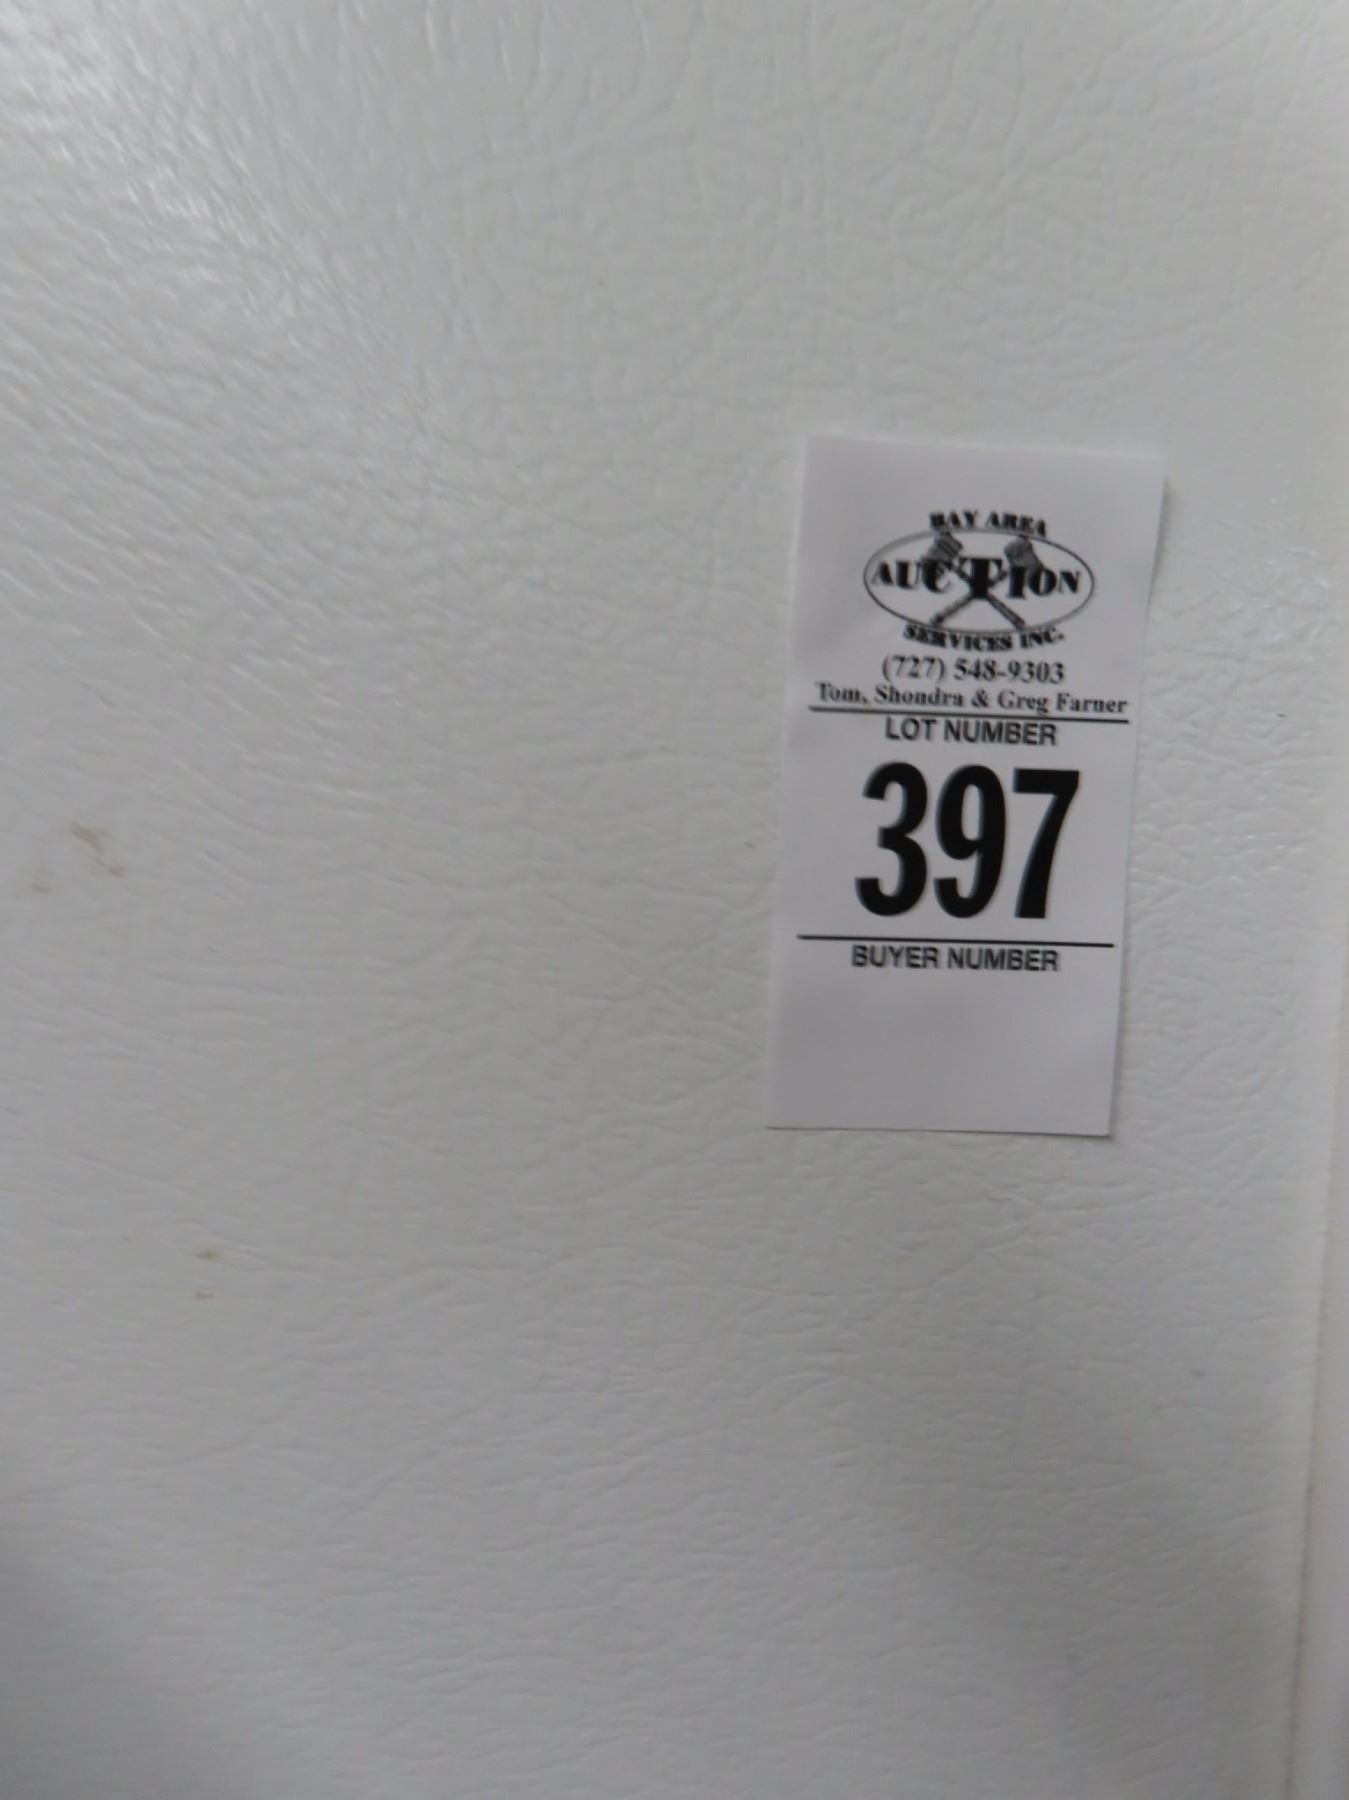 BAY AREA
AUCTION
SERVICES INC.
(727) 548-9303
Tom, Shondra & Greg Farner
LOT NUMBER
397
BUYER NUMBER